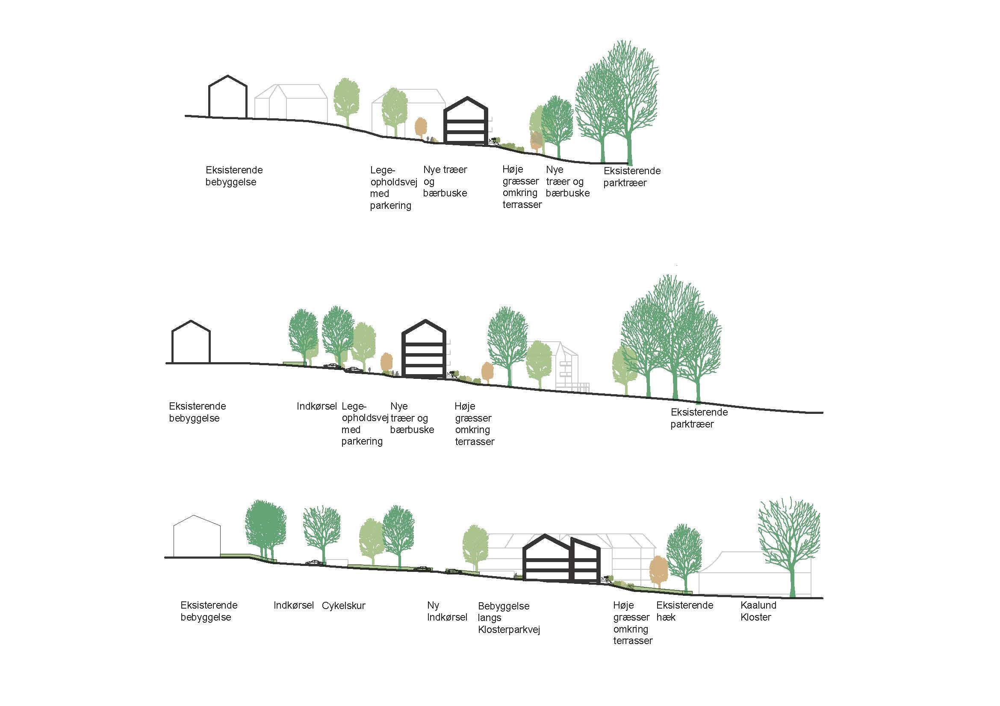 Eksisterende
bebyggelse
Lege-
opholdsvej
med
parkering
Nye træer
og
bærbuske
Høje
græsser
omkring
terrasser
Nye
træer og
bærbuske
Eksisterende
parktræer
Eksisterende
bebyggelse
Indkørsel
Lege-
opholdsvej
med
parkering
Nye
træer og
bærbuske
Høje
græsser
omkring
terrasser
Eksisterende
parktræer
Eksisterende
bebyggelse
Indkørsel
Cykelskur
Ny
Indkørsel
Bebyggelse
langs
Klosterparkvej
Høje
græsser
omkring
terrasser
Eksisterende
hæk
Kaalund
Kloster